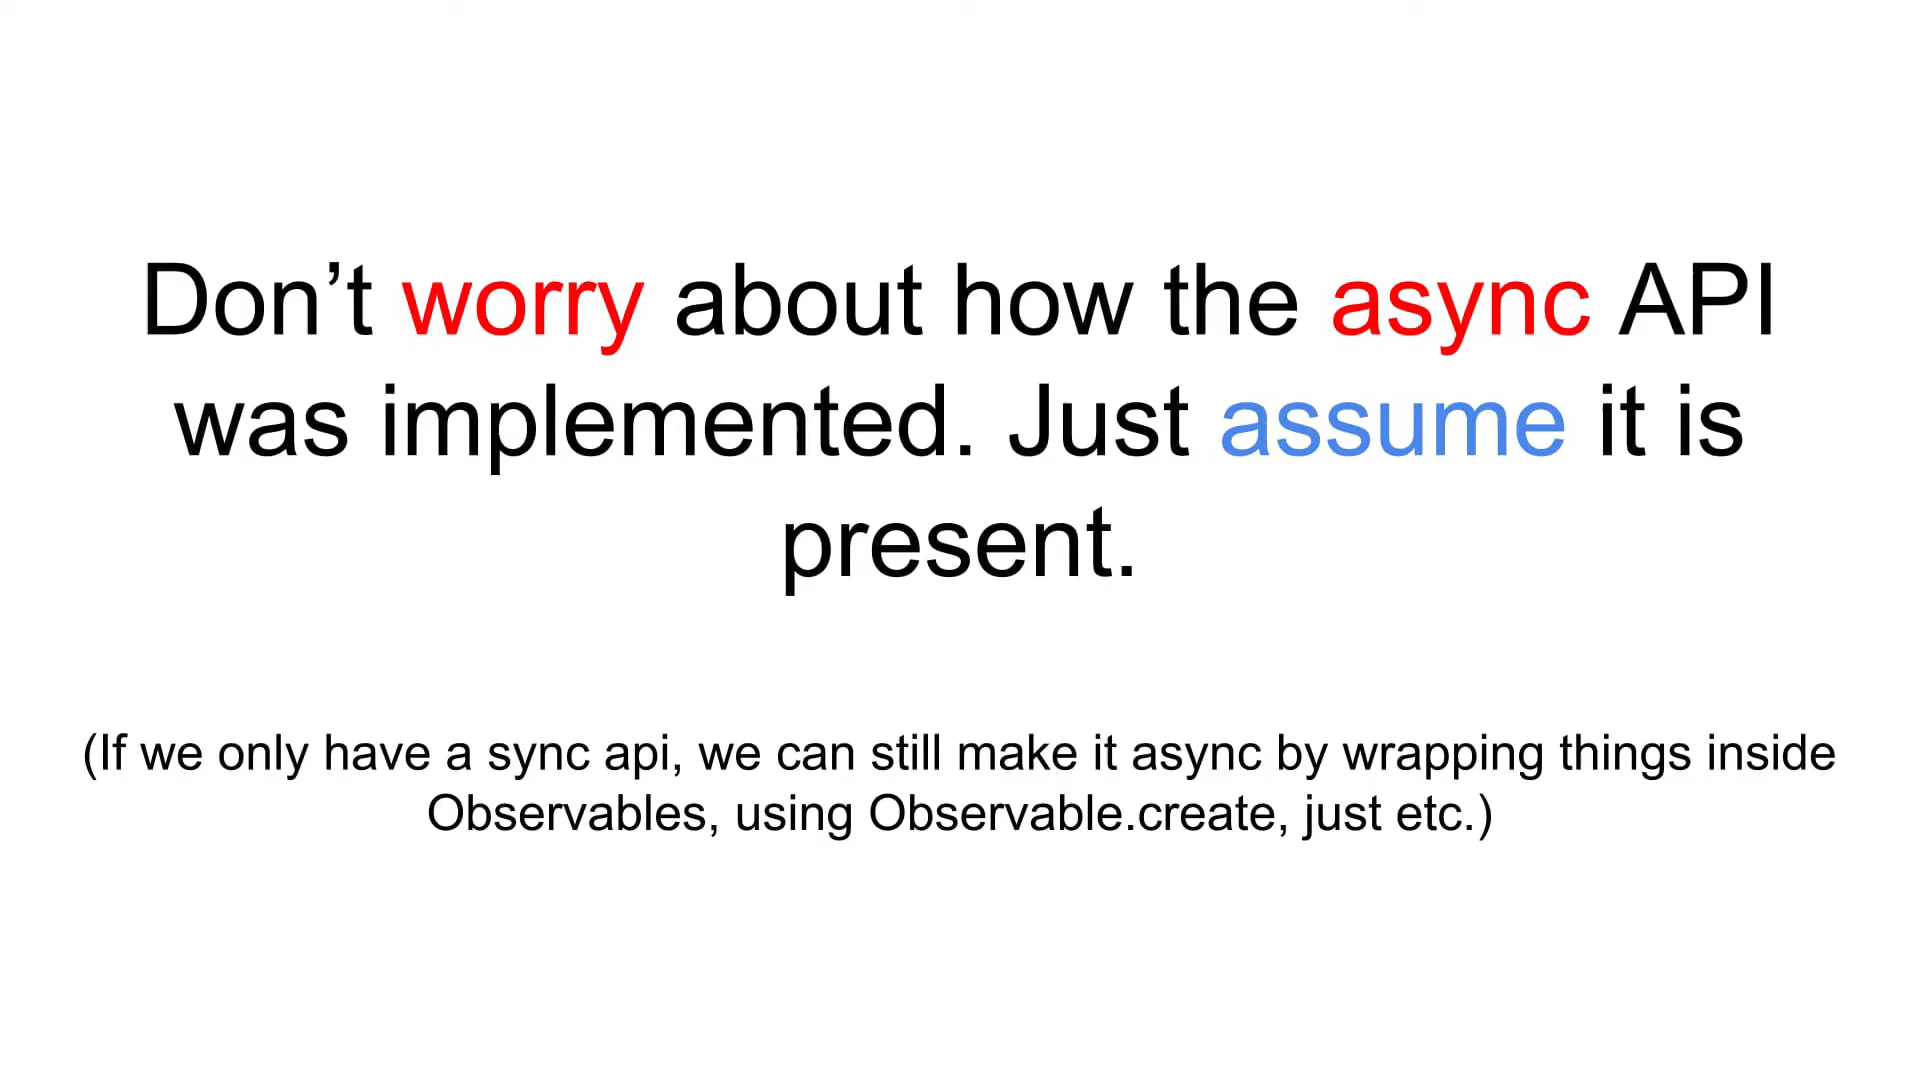 Don’t worry about how the async API
was implemented. Just assume it is
present.
(If we only have a sync api, we can still make it async by wrapping things inside
Observables, using Observable.create, just etc.)